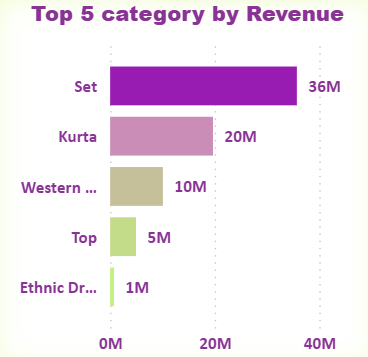 Top 5 category by Revenue
Set 36M
Kurta 20M
Western ... 10M
Top 5M
Ethnic Dr... 1M
0M 20M 40M